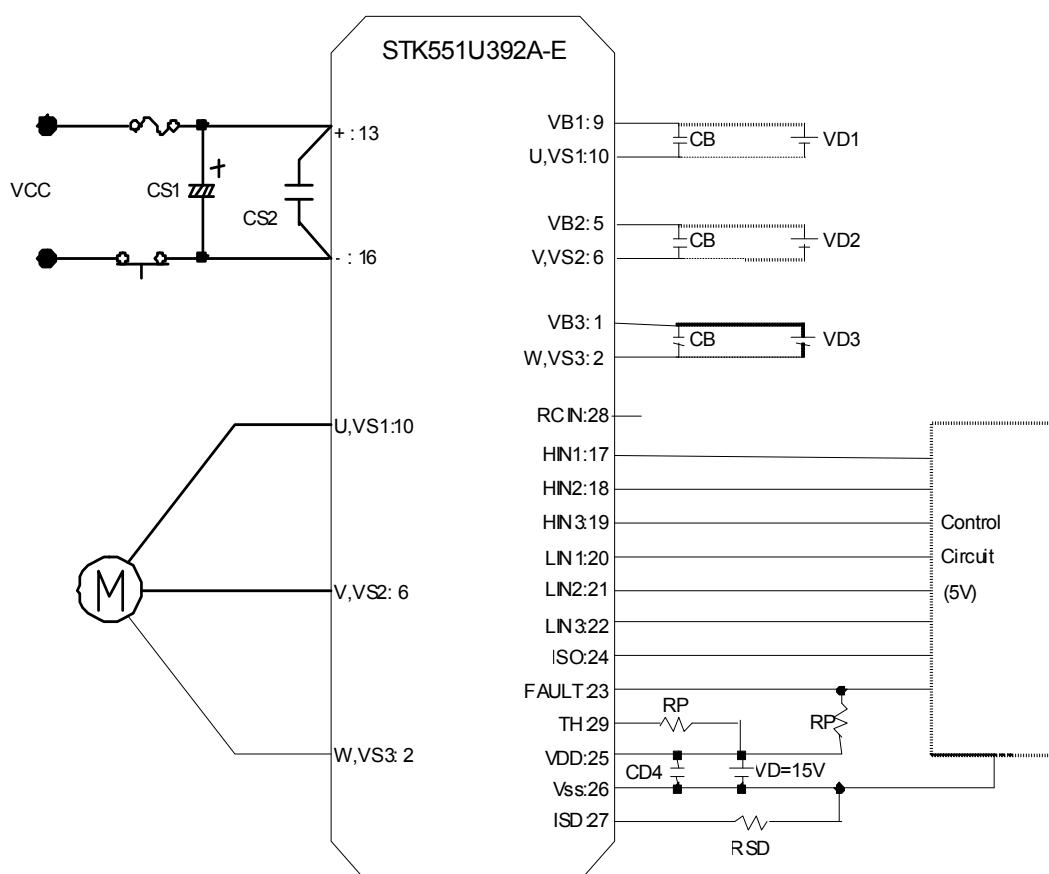 STK551U392A-E
VCC
CS1
+
CS2
+ : 13
- : 16
U,VS1:10
V,VS2: 6
W,VS3: 2
M
VB1: 9
U,VS1:10
CB
VD1
VB2: 5
V,VS2: 6
CB
VD2
VB3: 1
W,VS3: 2
CB
VD3
RCIN:28
HIN1:17
HIN2:18
HIN3:19
LIN1:20
LIN2:21
LIN3:22
ISO:24
FAULT:23
TH:29
VDD:25
Vss:26
ISD:27
RP
RP
CD4
VD=15V
RSD
Control
Circuit
(5V)